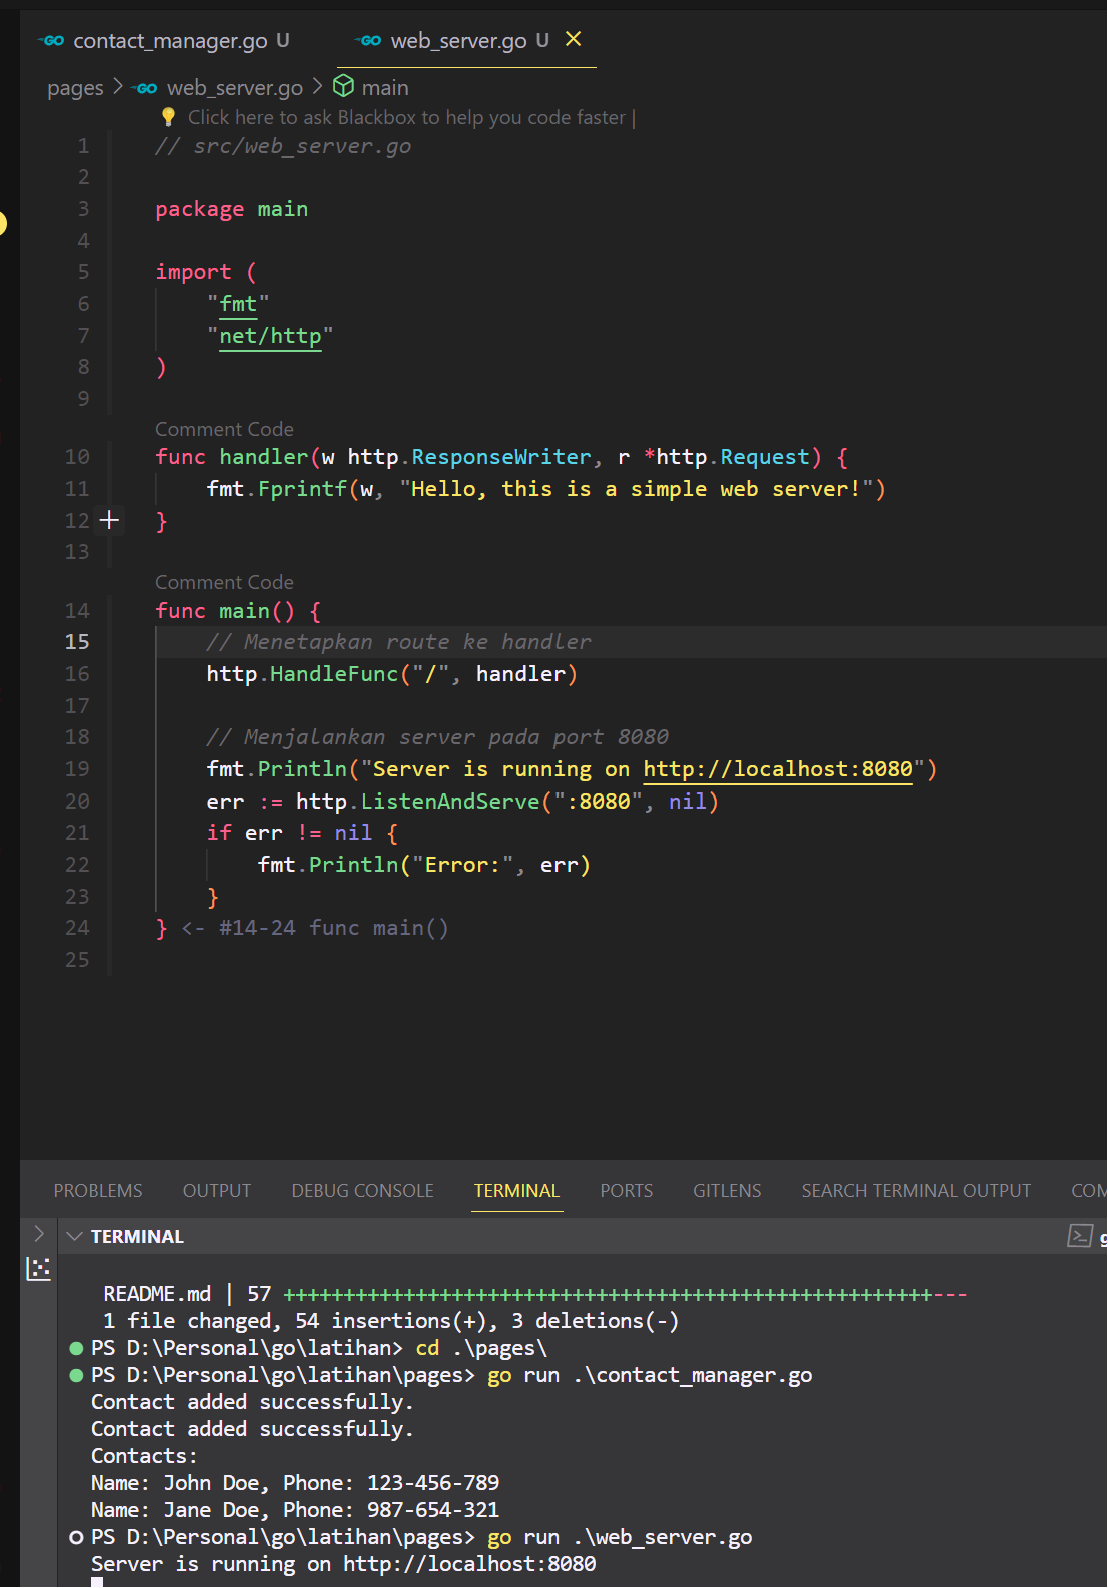 GO contact_manager.go U
GO web_server.go U
pages > GO web_server.go > main
Click here to ask Blackbox to help you code faster |
1 // src/web_server.go
2
3 package main
4
5 import (
6 "fmt"
7 "net/http"
8 )
9
Comment Code
10 func handler(w http.ResponseWriter, r *http.Request) {
11 fmt.Fprintf(w, "Hello, this is a simple web server!")
12 }
13
Comment Code
14 func main() {
15 // Menetapkan route ke handler
16 http.HandleFunc("/", handler)
17
18 // Menjalankan server pada port 8080
19 fmt.Println("Server is running on http://localhost:8080")
20 err := http.ListenAndServe(":8080", nil)
21 if err != nil {
22 fmt.Println("Error:", err)
23 }
24 } <- #14-24 func main()
25
PROBLEMS OUTPUT DEBUG CONSOLE TERMINAL PORTS GITLENS SEARCH TERMINAL OUTPUT
TERMINAL
README.md | 57 ++++++++++++++++++++++++++++++++++++++++++++++++++++++---
1 file changed, 54 insertions(+), 3 deletions(-)
PS D:\Personal\go\latihan> cd .\pages\
PS D:\Personal\go\latihan\pages> go run .\contact_manager.go
Contact added successfully.
Contact added successfully.
Contacts:
Name: John Doe, Phone: 123-456-789
Name: Jane Doe, Phone: 987-654-321
PS D:\Personal\go\latihan\pages> go run .\web_server.go
Server is running on http://localhost:8080